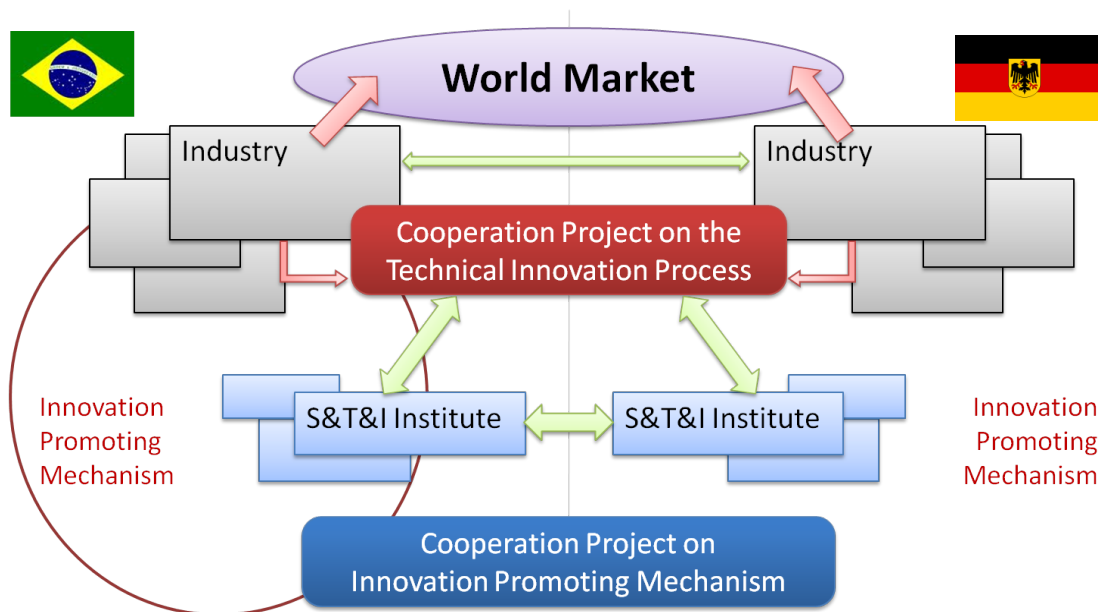 World Market
Industry
Industry
Cooperation Project on the
Technical Innovation Process
S&T&I Institute
S&T&I Institute
Innovation
Promoting
Mechanism
Innovation
Promoting
Mechanism
Cooperation Project on
Innovation Promoting Mechanism